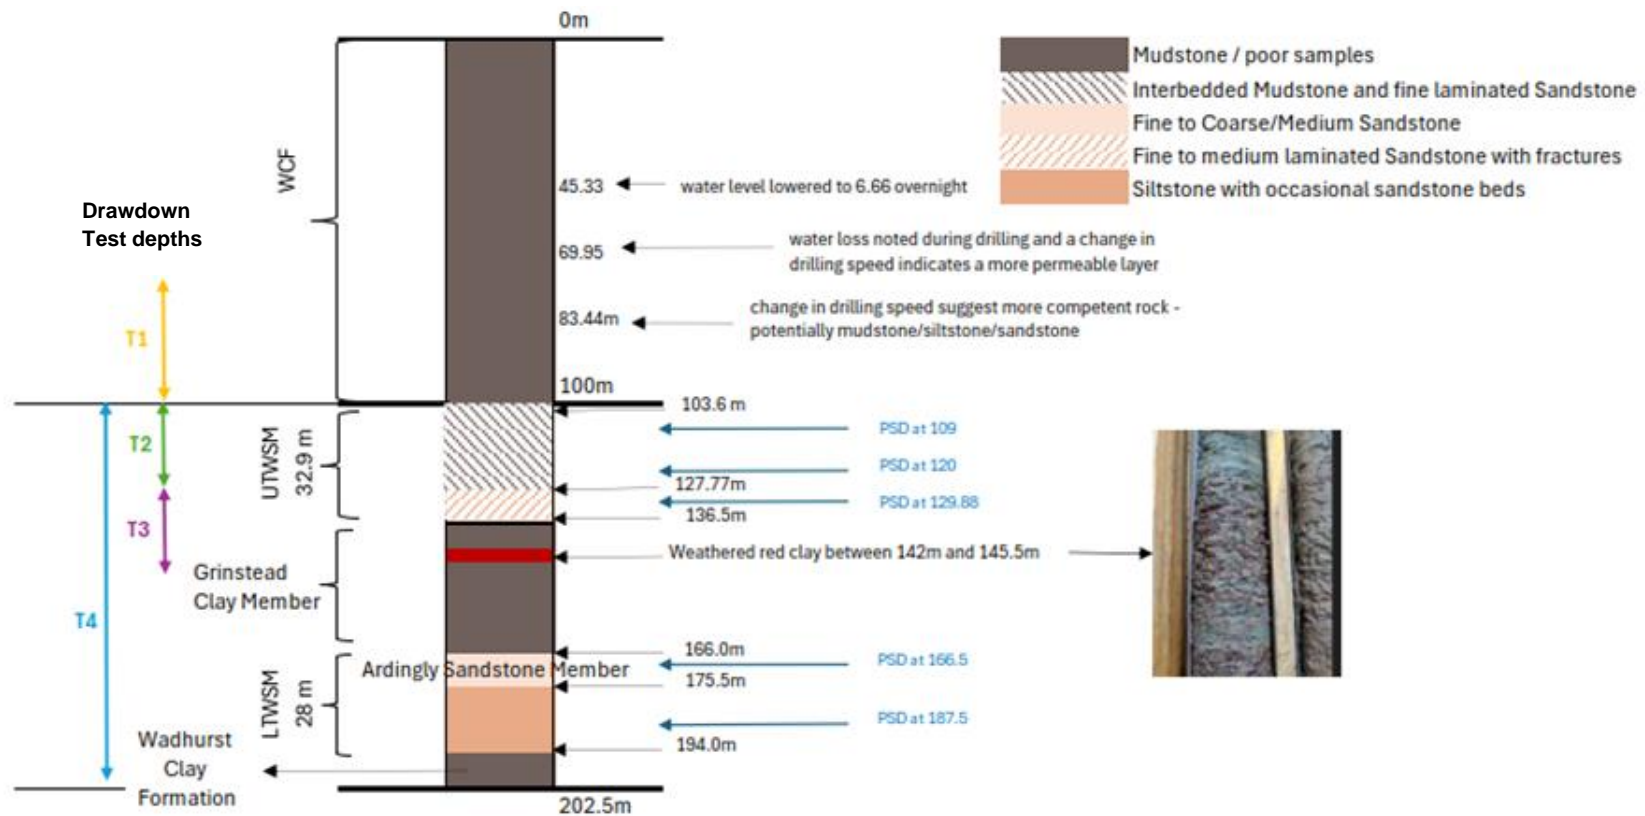 0m
Mudstone / poor samples
Interbedded Mudstone and fine laminated Sandstone
Fine to Coarse/Medium Sandstone
Fine to medium laminated Sandstone with fractures
Siltstone with occasional sandstone beds
WCF
45.33
water level lowered to 6.66 overnight
Drawdown
Test depths
69.95
water loss noted during drilling and a change in
drilling speed indicates a more permeable layer
83.44m
change in drilling speed suggest more competent rock -
potentially mudstone/siltstone/sandstone
T1
100m
103.6 m
PSD at 109
T2
UTWSM
32.9 m
PSD at 120
127.77m
PSD at 129.88
136.5m
T3
Weathered red clay between 142m and 145.5m
Grinstead
Clay Member
T4
166.0m
PSD at 166.5
Ardingly Sandstone Member
175.5m
LTWSM
28 m
PSD at 187.5
194.0m
Wadhurst
Clay
Formation
202.5m